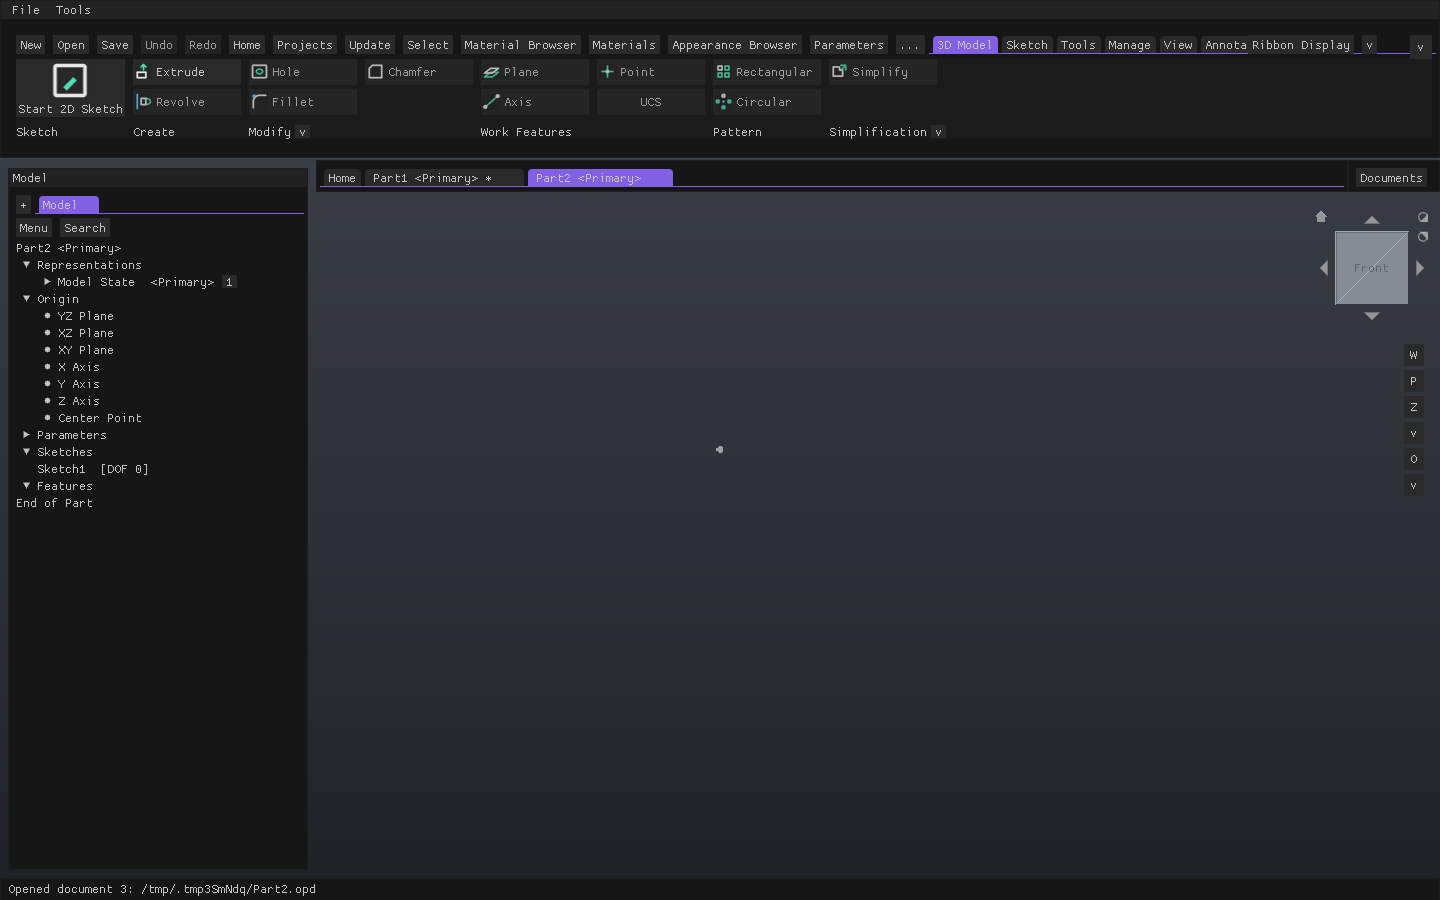 File Tools
New Open Save Undo Redo Home Projects Update Select Material Browser Materials Appearance Browser Parameters ... 3D Model Sketch Tools Manage View Annota Ribbon Display v v
Start 2D Sketch
Extrude Hole Chamfer Plane Point Rectangular Simplify
Revolve Fillet Axis UCS Circular
Sketch Create Modify v Work Features Pattern Simplification v
Model
Home Part1 <Primary> * Part2 <Primary> Documents
+ Model
Menu Search
Part2 <Primary>
Representations
Model State <Primary> 1
Origin
YZ Plane
XZ Plane
XY Plane
X Axis
Y Axis
Z Axis
Center Point
Parameters
Sketches
Sketch1 [DOF 0]
Features
End of Part
Front
W
P
Z
v
O
v
Opened document 3: /tmp/.tmp3SmNdq/Part2.opd